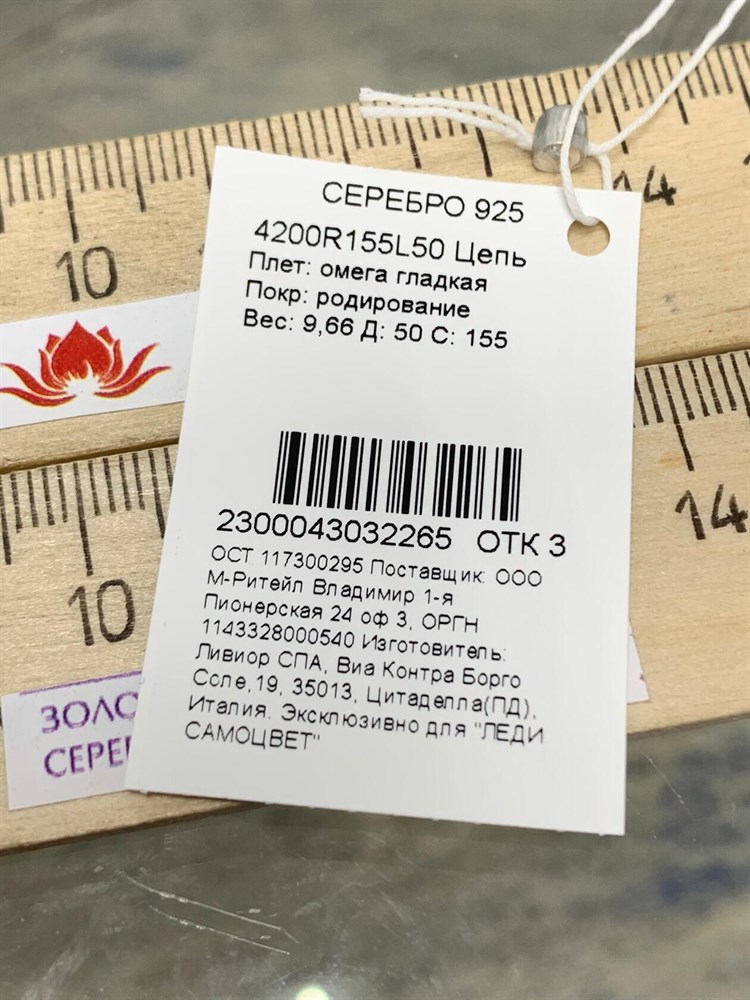 СЕРЕБРО 925
4200R155L50 Цепь
Плет: омега гладкая
Покр: родирование
Вес: 9,66 Д: 50 С: 155
2300043032265 ОТК 3
ОСТ 117300295 Поставщик: ООО
М-Ритейл Владимир 1-я
Пионерская 24 оф 3, ОРГН
1143328000540 Изготовитель:
Ливиор СПА, Виа Контра Борго
Соле,19, 35013, Цитаделла(ПД),
Италия. Эксклюзивно для "ЛЕДИ
САМОЦВЕТ"
10
14
10
14
ЗОЛО
СЕРЕ